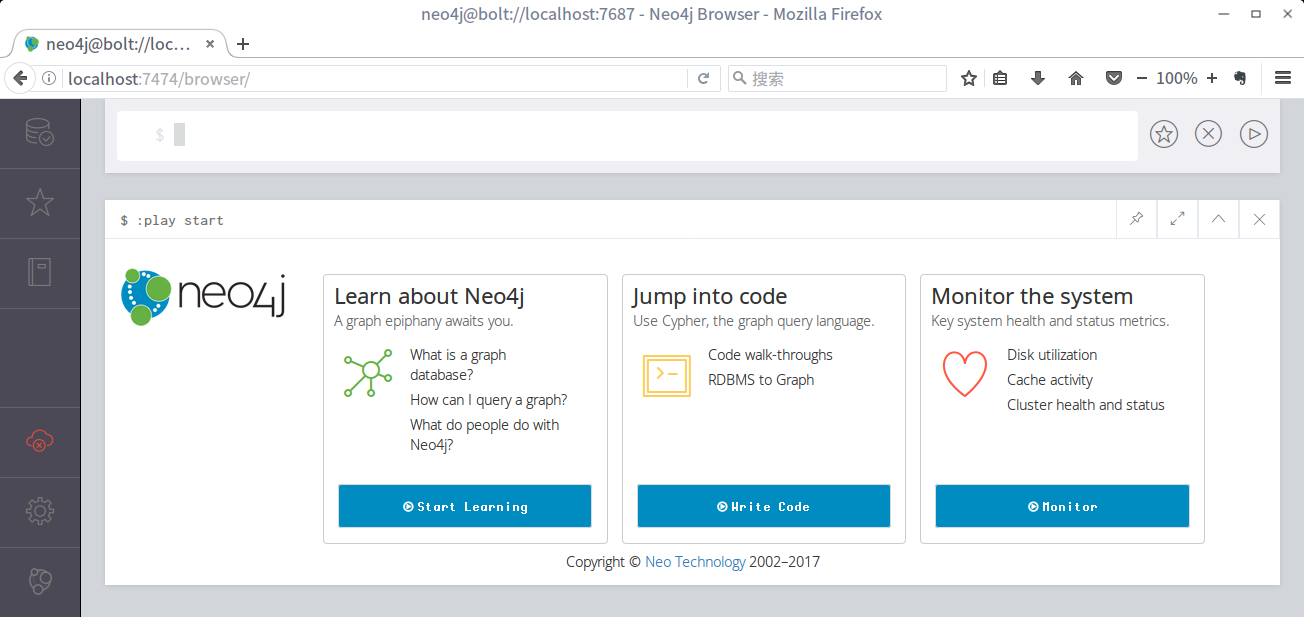 neo4j@bolt://localhost:7687 - Neo4j Browser - Mozilla Firefox
neo4j@bolt://loc...
localhost:7474/browser/
搜索
100%
$
$ :play start
neo4j
Learn about Neo4j
A graph epiphany awaits you.
What is a graph
database?
How can I query a graph?
What do people do with
Neo4j?
Start Learning
Jump into code
Use Cypher, the graph query language.
Code walk-throughs
RDBMS to Graph
Write Code
Monitor the system
Key system health and status metrics.
Disk utilization
Cache activity
Cluster health and status
Monitor
Copyright © Neo Technology 2002–2017